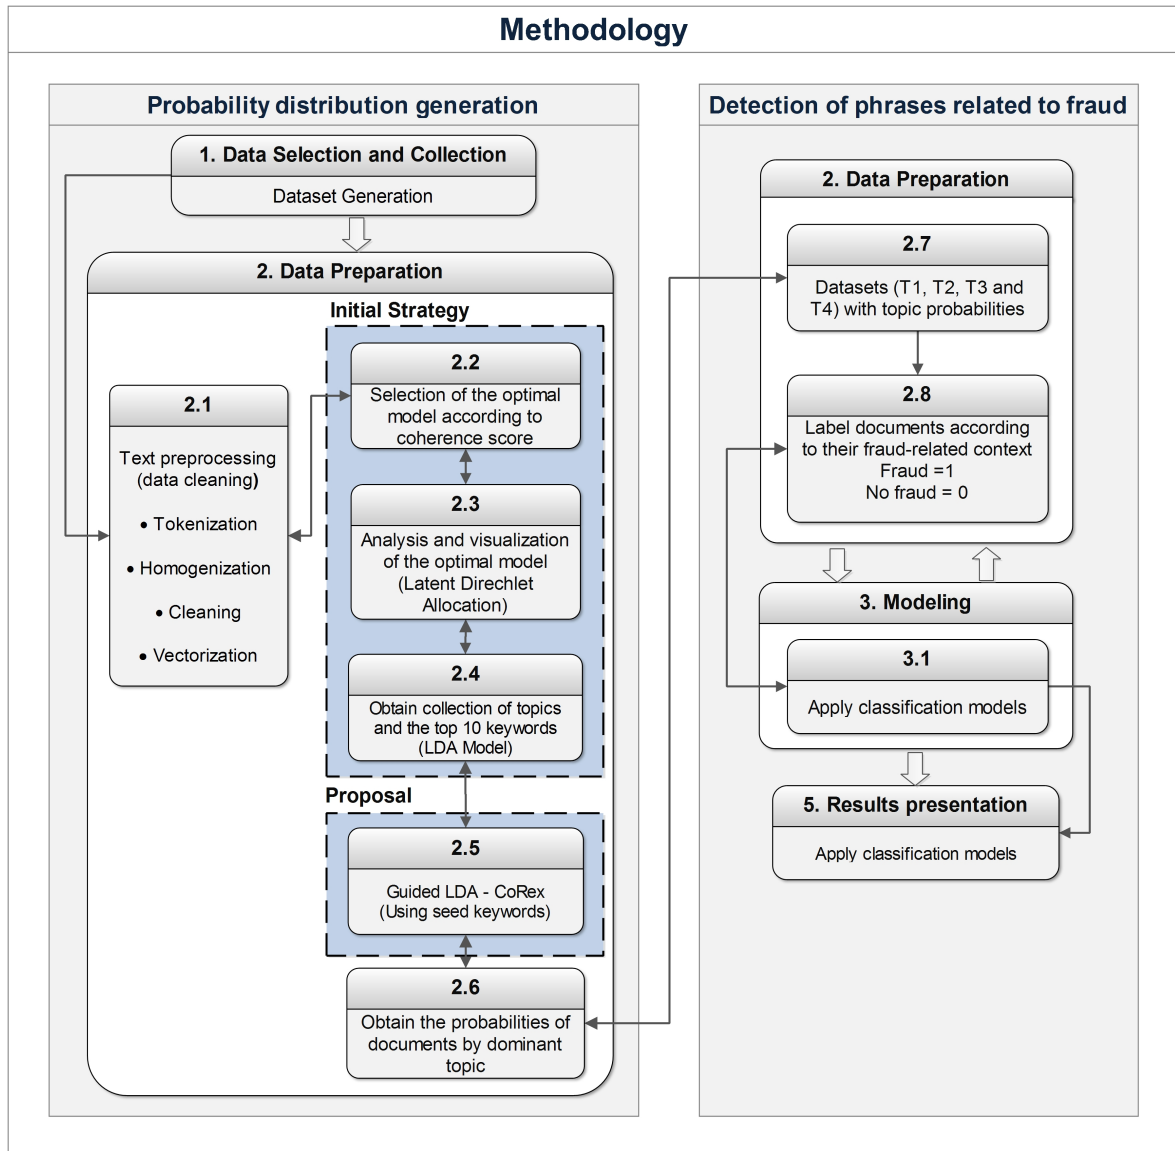 Methodology
Probability distribution generation
1. Data Selection and Collection
Dataset Generation
2. Data Preparation
2.1
Text preprocessing
(data cleaning)
• Tokenization
• Homogenization
• Cleaning
• Vectorization
Initial Strategy
2.2
Selection of the optimal
model according to
coherence score
2.3
Analysis and visualization
of the optimal model
(Latent Direchlet
Allocation)
2.4
Obtain collection of topics
and the top 10 keywords
(LDA Model)
Proposal
2.5
Guided LDA - CoRex
(Using seed keywords)
2.6
Obtain the probabilities of
documents by dominant
topic
Detection of phrases related to fraud
2. Data Preparation
2.7
Datasets (T1, T2, T3 and
T4) with topic probabilities
2.8
Label documents according
to their fraud-related context
Fraud =1
No fraud = 0
3. Modeling
3.1
Apply classification models
5. Results presentation
Apply classification models